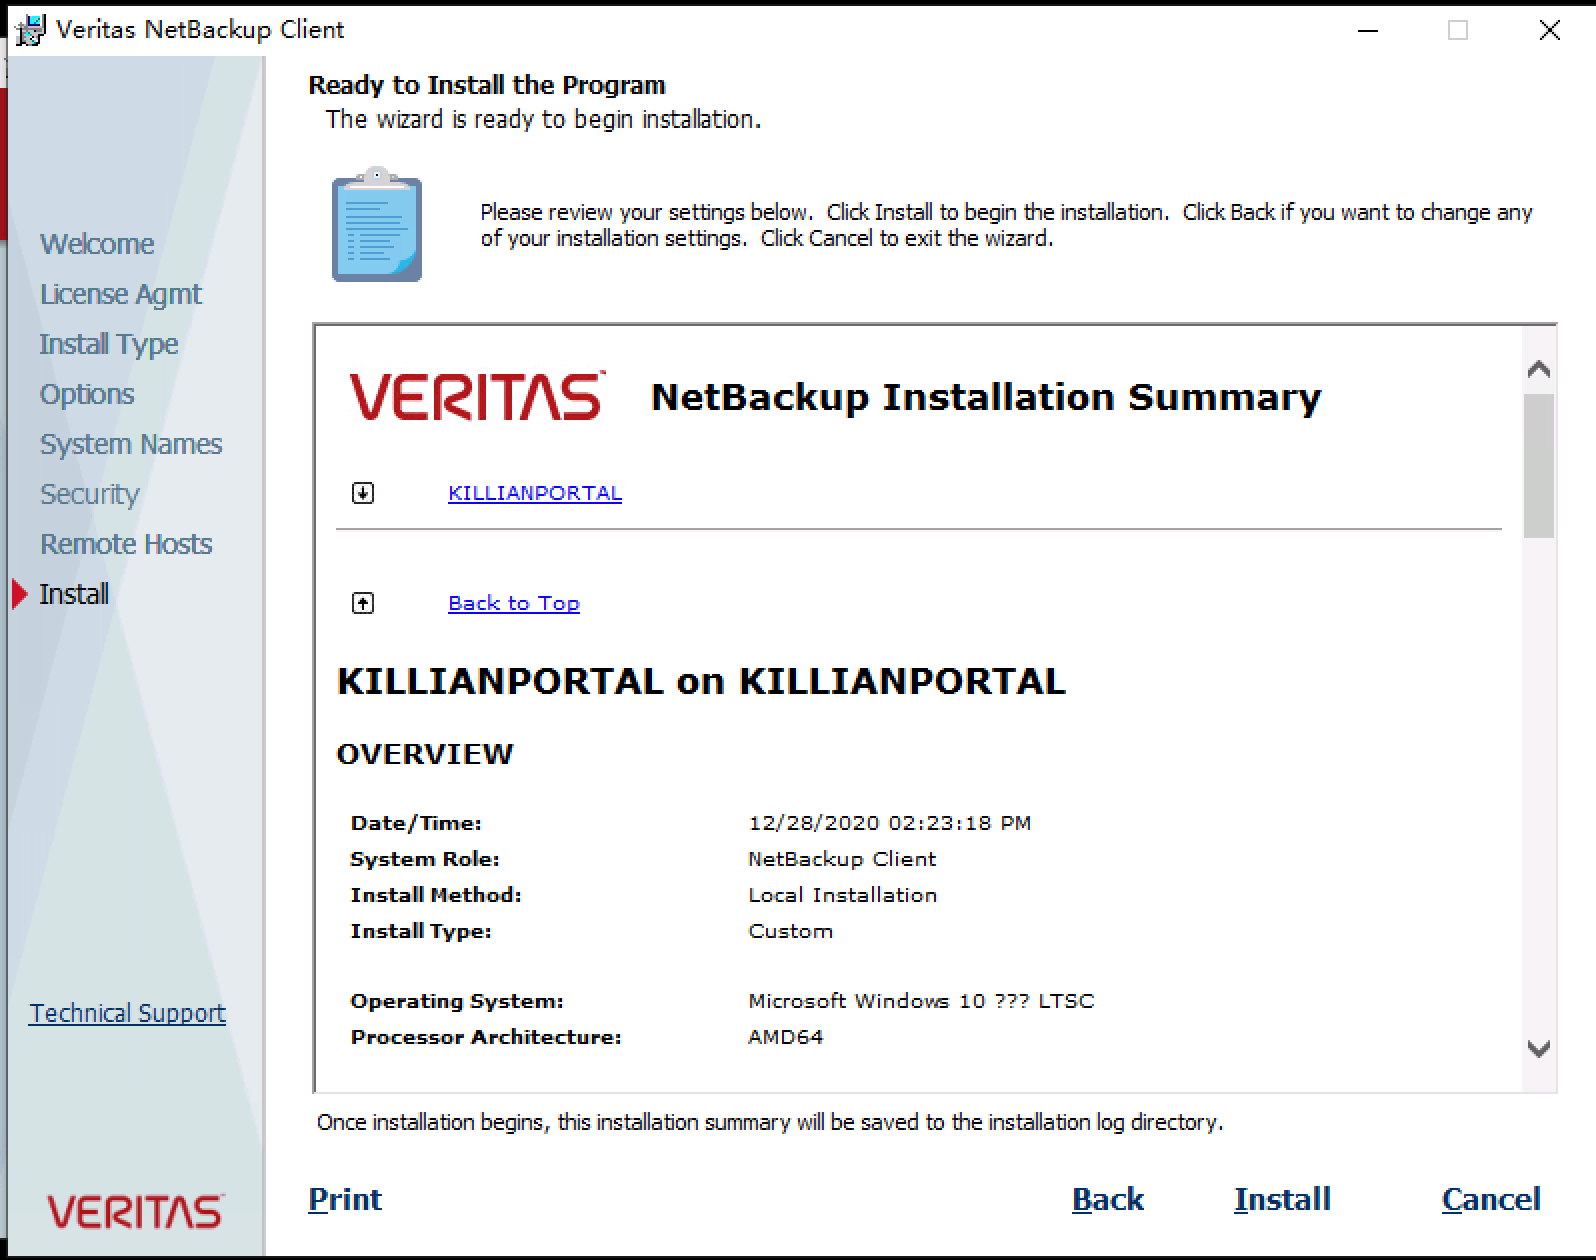 Veritas NetBackup Client
Ready to Install the Program
The wizard is ready to begin installation.
Please review your settings below.  Click Install to begin the installation.  Click Back if you want to change any
of your installation settings.  Click Cancel to exit the wizard.
Welcome
License Agmt
Install Type
Options
System Names
Security
Remote Hosts
Install
Technical Support
VERITAS
VERITAS™ NetBackup Installation Summary
KILLIANPORTAL
Back to Top
KILLIANPORTAL on KILLIANPORTAL
OVERVIEW
Date/Time: 12/28/2020 02:23:18 PM
System Role: NetBackup Client
Install Method: Local Installation
Install Type: Custom
Operating System: Microsoft Windows 10 ??? LTSC
Processor Architecture: AMD64
Once installation begins, this installation summary will be saved to the installation log directory.
Print Back Install Cancel